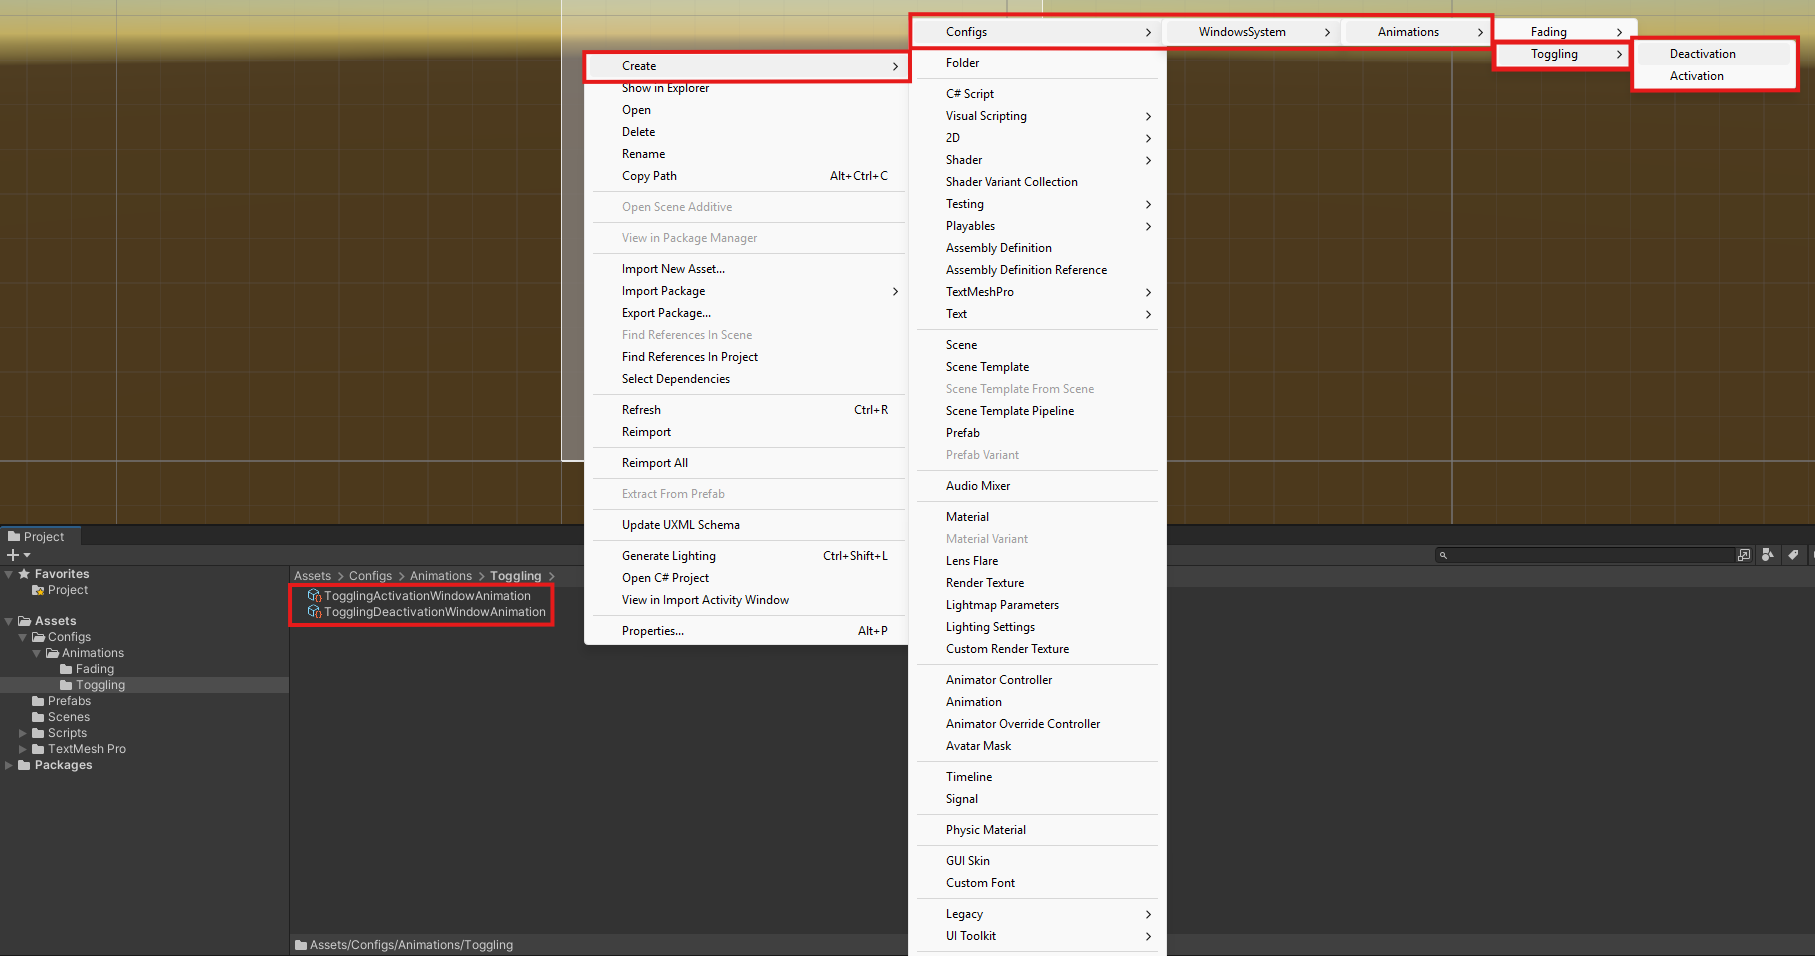 Create
Show in Explorer
Open
Delete
Rename
Copy Path Alt+Ctrl+C
Open Scene Additive
View in Package Manager
Import New Asset...
Import Package
Export Package...
Find References In Scene
Find References In Project
Select Dependencies
Refresh Ctrl+R
Reimport
Reimport All
Extract From Prefab
Update UXML Schema
Generate Lighting Ctrl+Shift+L
Open C# Project
View in Import Activity Window
Properties... Alt+P
Configs
Folder
C# Script
Visual Scripting
2D
Shader
Shader Variant Collection
Testing
Playables
Assembly Definition
Assembly Definition Reference
TextMeshPro
Text
Scene
Scene Template
Scene Template From Scene
Scene Template Pipeline
Prefab
Prefab Variant
Audio Mixer
Material
Material Variant
Lens Flare
Render Texture
Lightmap Parameters
Lighting Settings
Custom Render Texture
Animator Controller
Animation
Animator Override Controller
Avatar Mask
Timeline
Signal
Physic Material
GUI Skin
Custom Font
Legacy
UI Toolkit
WindowsSystem
Animations
Fading
Toggling
Deactivation
Activation
Project
Favorites
Project
Assets
Configs
Animations
Fading
Toggling
Prefabs
Scenes
Scripts
TextMesh Pro
Packages
Assets > Configs > Animations > Toggling >
TogglingActivationWindowAnimation
TogglingDeactivationWindowAnimation
Assets/Configs/Animations/Toggling